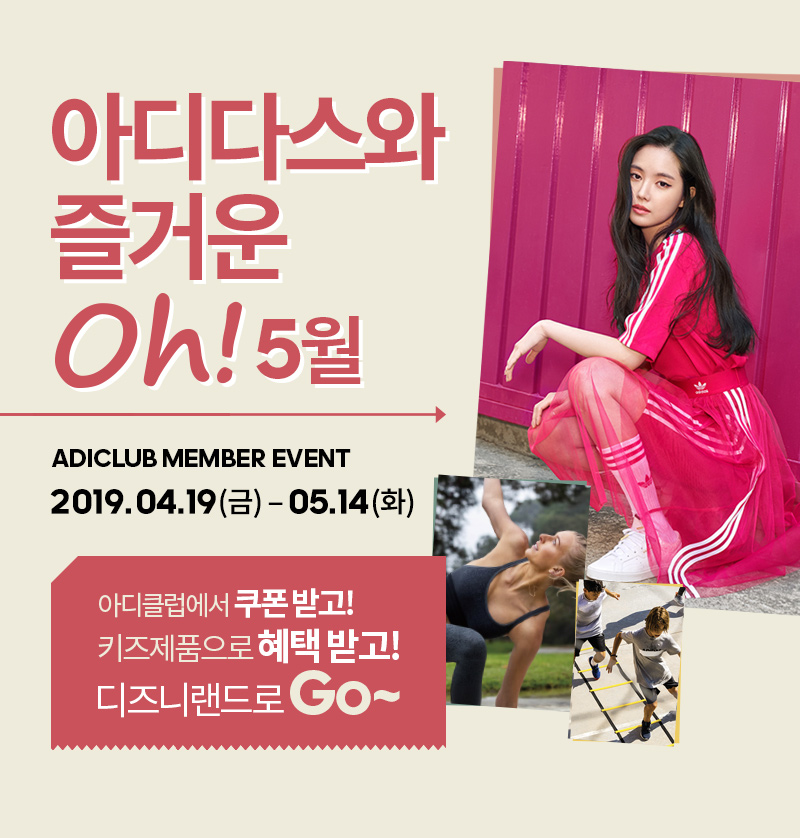 아디다스와
즐거운
Oh! 5월
ADICLUB MEMBER EVENT
2019.04.19(금) – 05.14(화)
아디클럽에서 쿠폰 받고!
키즈제품으로 혜택 받고!
디즈니랜드로 Go~